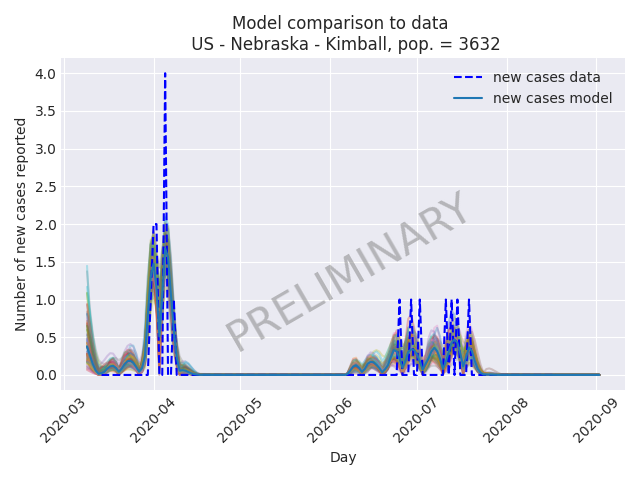 Model comparison to data
US - Nebraska - Kimball, pop. = 3632
new cases data
new cases model
Number of new cases reported
4.0
3.5
3.0
2.5
2.0
1.5
1.0
0.5
0.0
PRELIMINARY
2020-03
2020-04
2020-05
2020-06
2020-07
2020-08
2020-09
Day